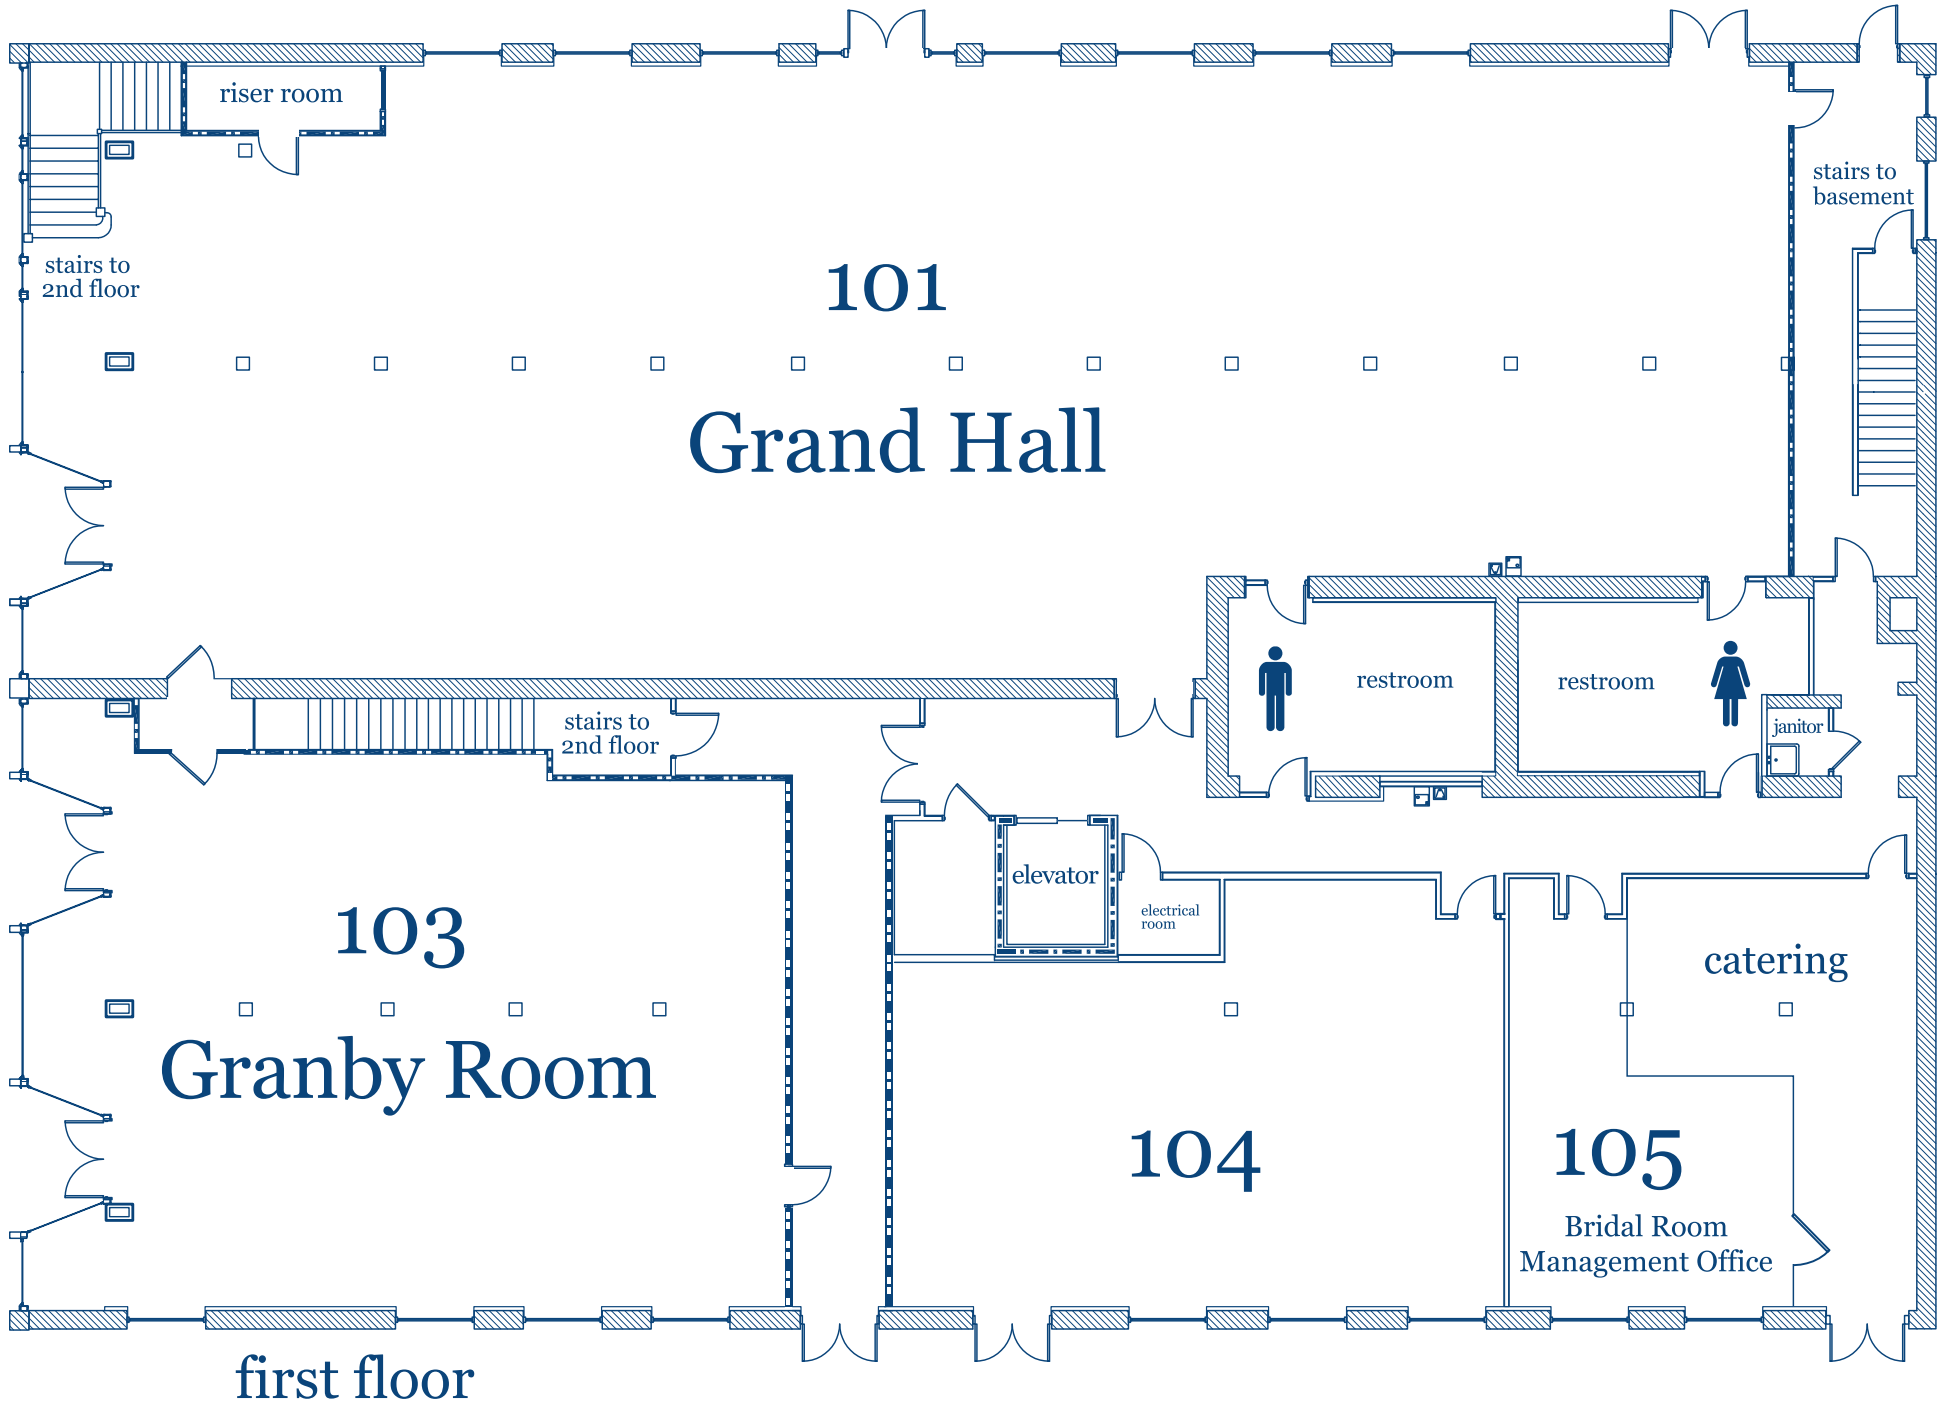 riser room
stairs to
basement
stairs to
2nd floor
101
Grand Hall
restroom
restroom
stairs to
2nd floor
janitor
elevator
electrical
room
103
catering
Granby Room
104
105
Bridal Room
Management Office
first floor